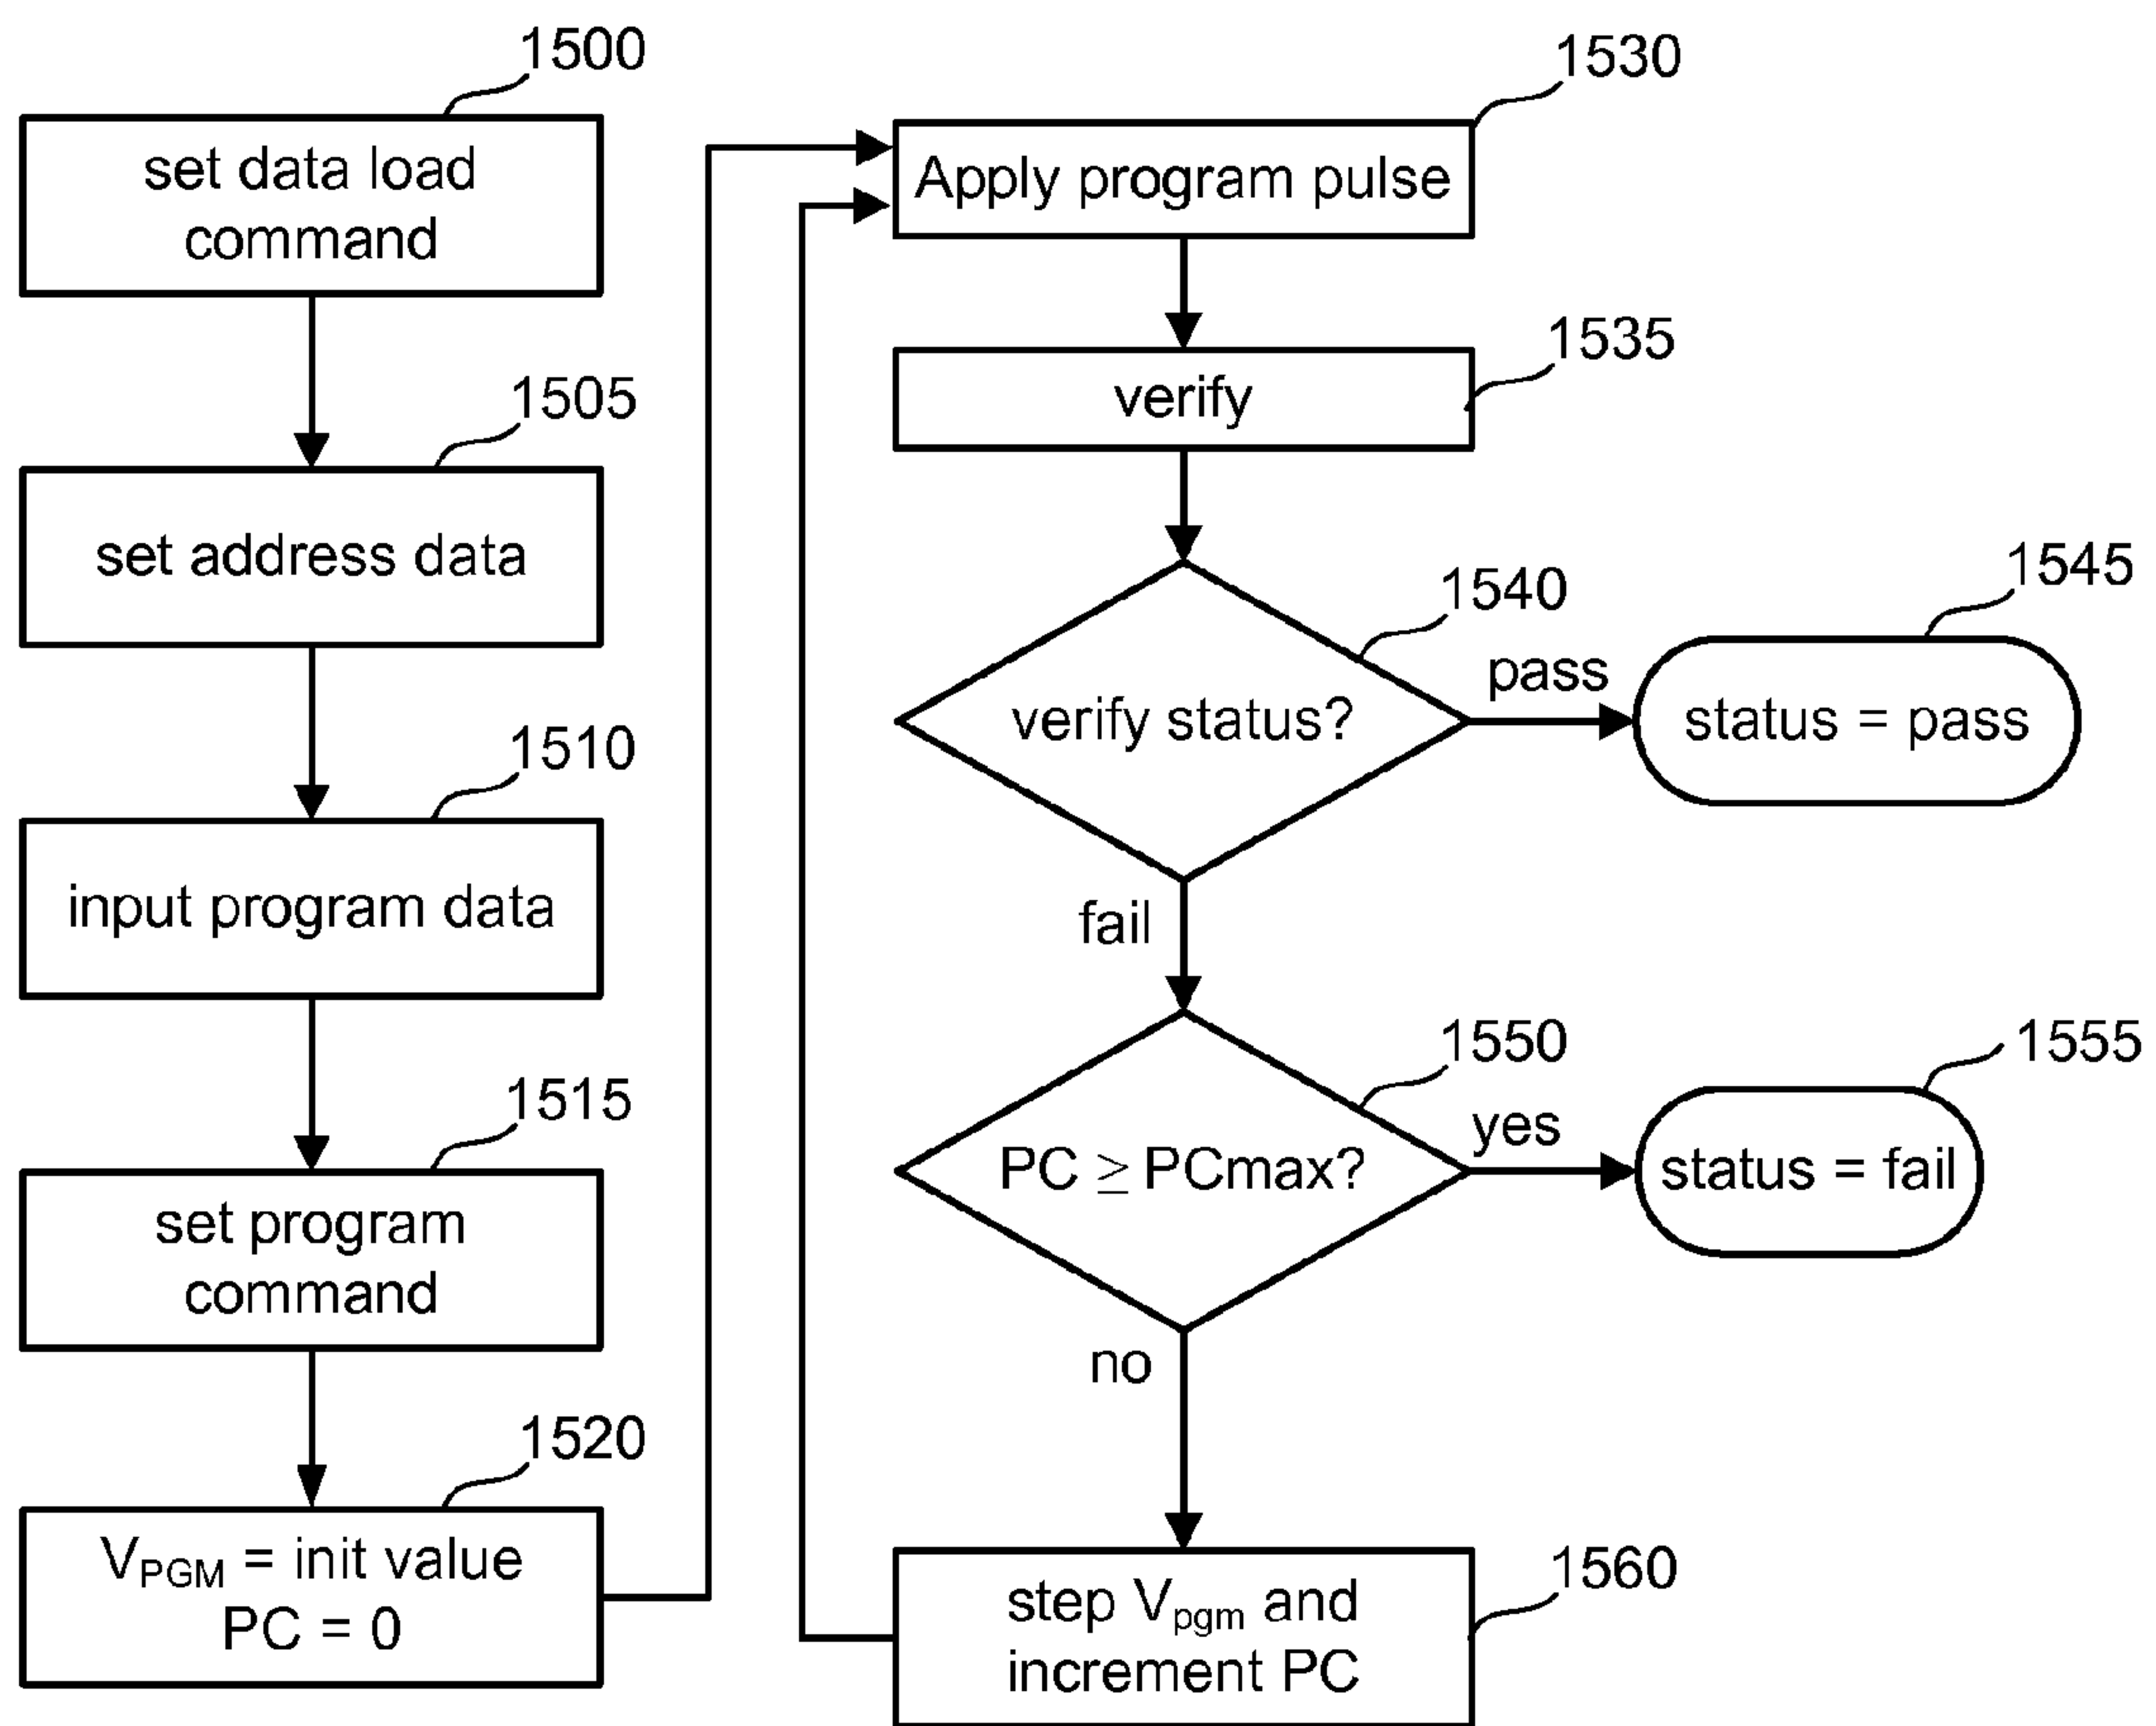 1500
set data load
command
1505
set address data
1510
input program data
1515
set program
command
1520
VPGM = init value
PC = 0
1530
Apply program pulse
1535
verify
1540
verify status?
pass
1545
status = pass
fail
1550
PC ≥ PCmax?
yes
1555
status = fail
no
1560
step Vpgm and
increment PC